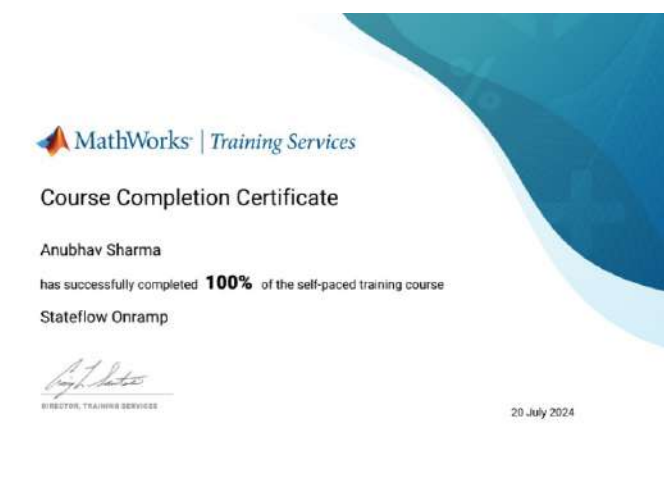 MathWorks | Training Services
Course Completion Certificate
Anubhav Sharma
has successfully completed 100% of the self-paced training course
Stateflow Onramp
DIRECTOR, TRAINING SERVICES
20 July 2024
%